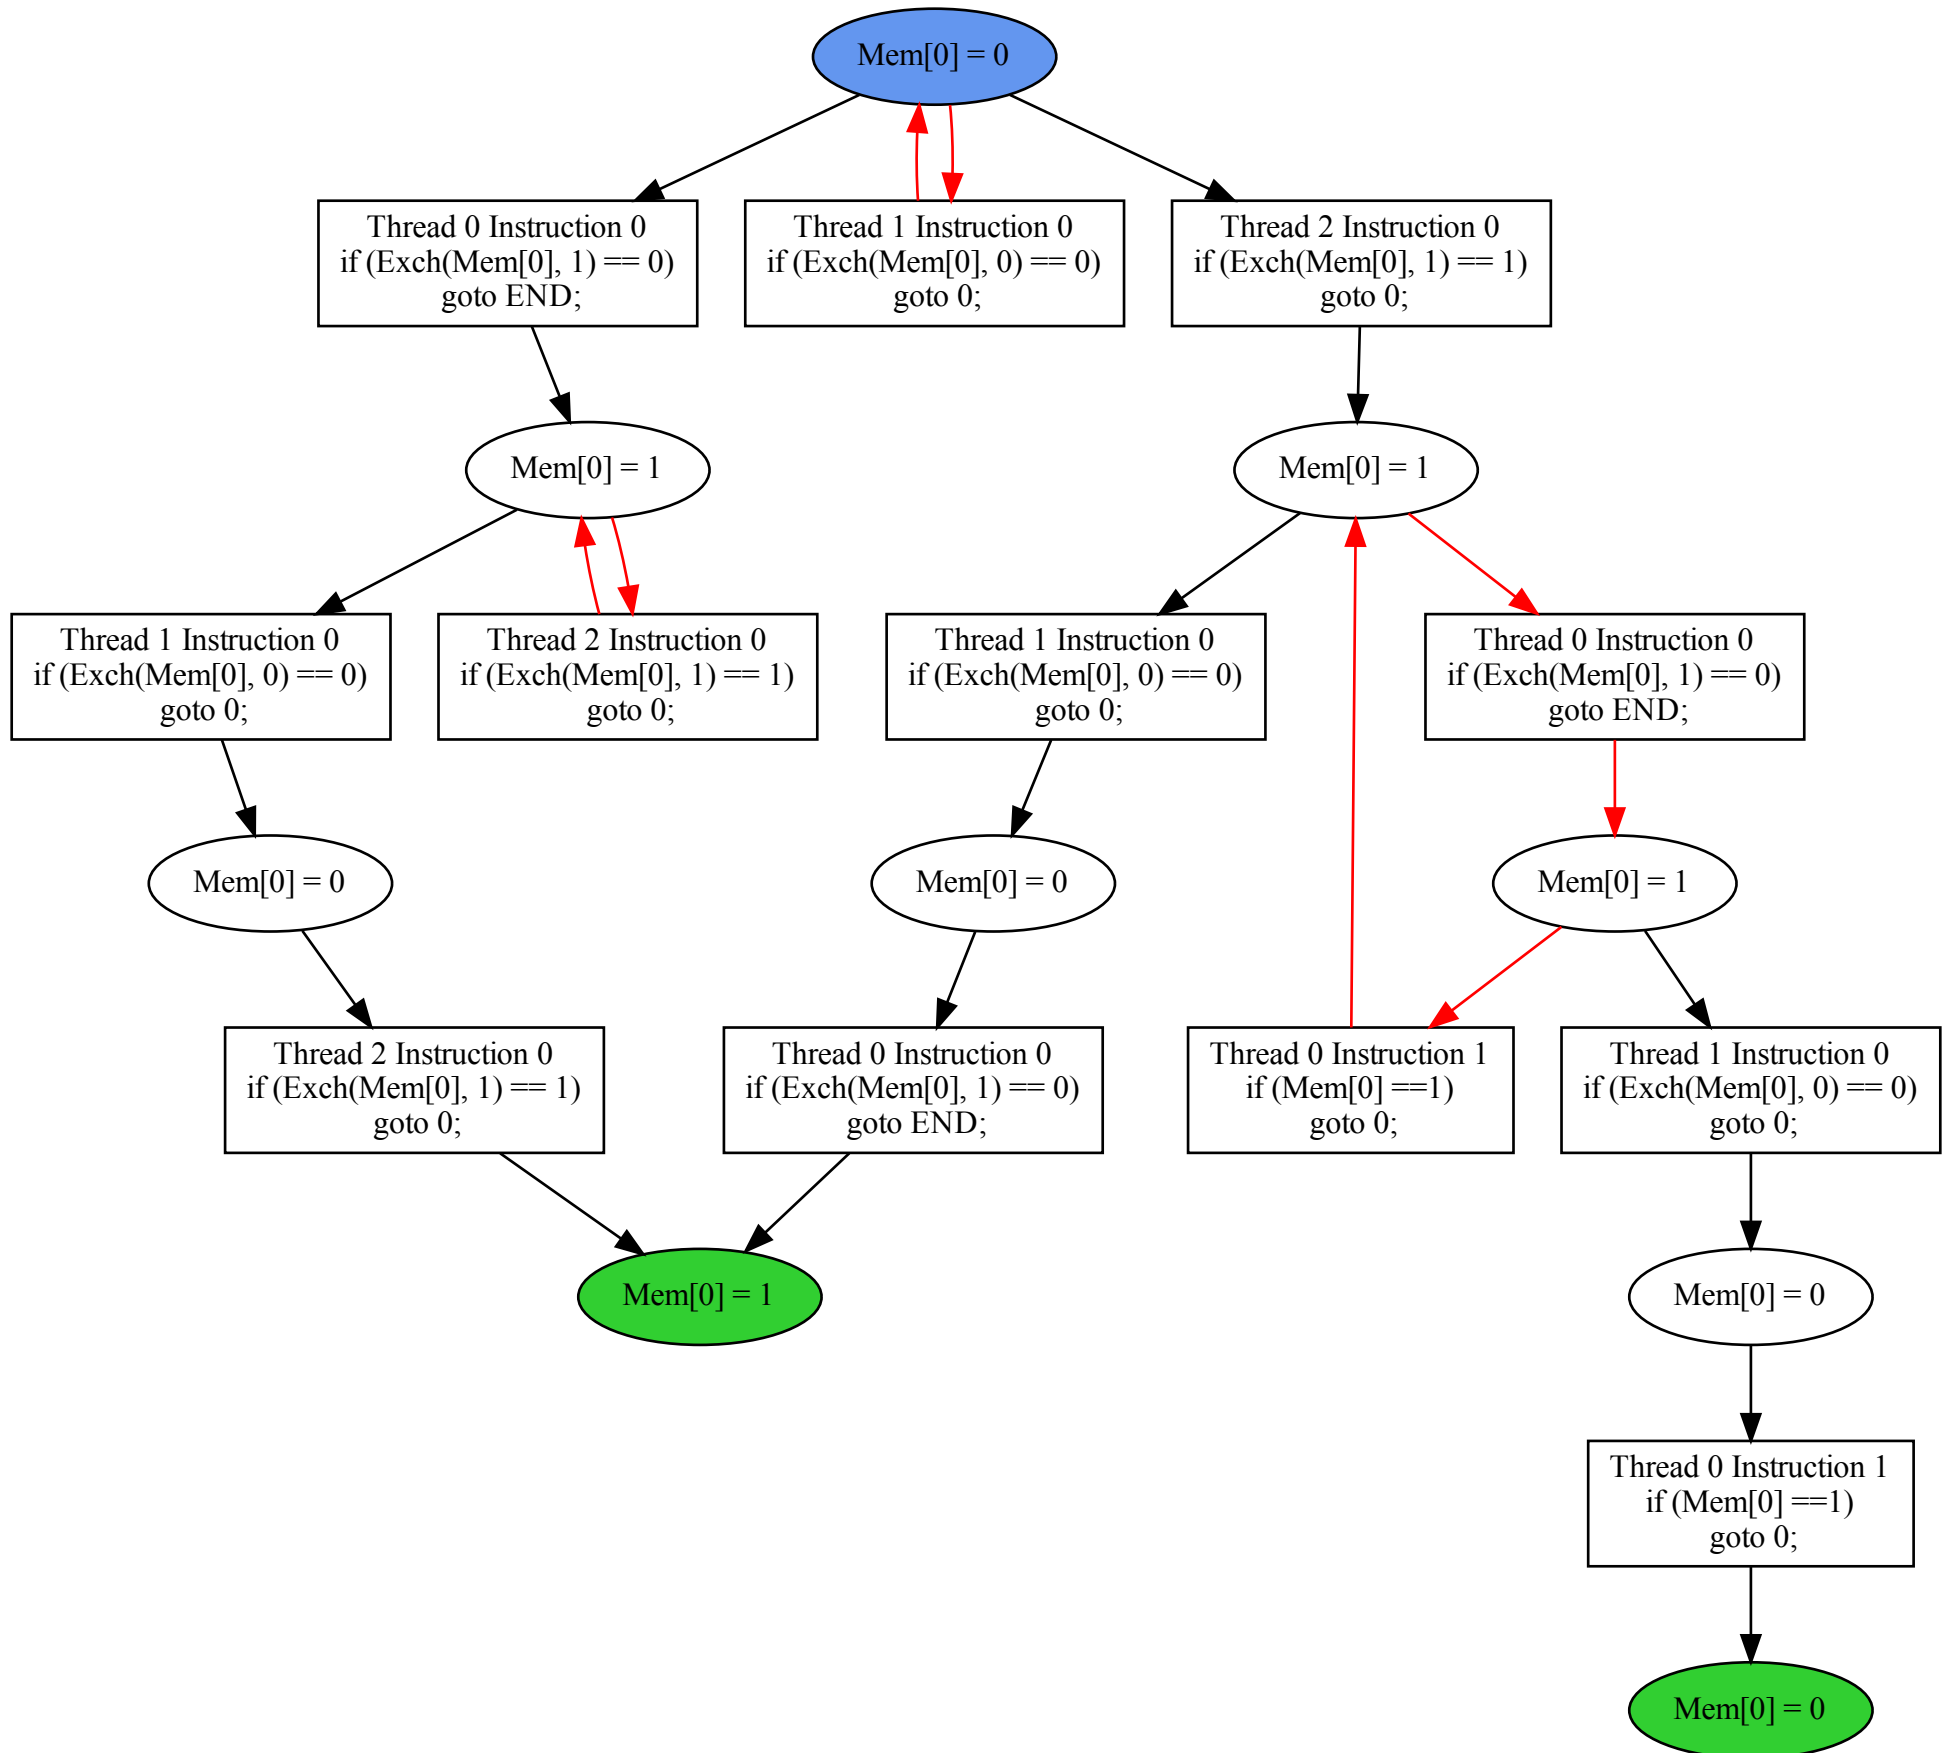 Mem[0] = 0
Thread 0 Instruction 0
if (Exch(Mem[0], 1) == 0)
goto END;
Thread 1 Instruction 0
if (Exch(Mem[0], 0) == 0)
goto 0;
Thread 2 Instruction 0
if (Exch(Mem[0], 1) == 1)
goto 0;
Mem[0] = 1
Mem[0] = 1
Thread 1 Instruction 0
if (Exch(Mem[0], 0) == 0)
goto 0;
Thread 2 Instruction 0
if (Exch(Mem[0], 1) == 1)
goto 0;
Thread 1 Instruction 0
if (Exch(Mem[0], 0) == 0)
goto 0;
Thread 0 Instruction 0
if (Exch(Mem[0], 1) == 0)
goto END;
Mem[0] = 0
Mem[0] = 0
Mem[0] = 1
Thread 2 Instruction 0
if (Exch(Mem[0], 1) == 1)
goto 0;
Thread 0 Instruction 0
if (Exch(Mem[0], 1) == 0)
goto END;
Thread 0 Instruction 1
if (Mem[0] ==1)
goto 0;
Thread 1 Instruction 0
if (Exch(Mem[0], 0) == 0)
goto 0;
Mem[0] = 1
Mem[0] = 0
Thread 0 Instruction 1
if (Mem[0] ==1)
goto 0;
Mem[0] = 0